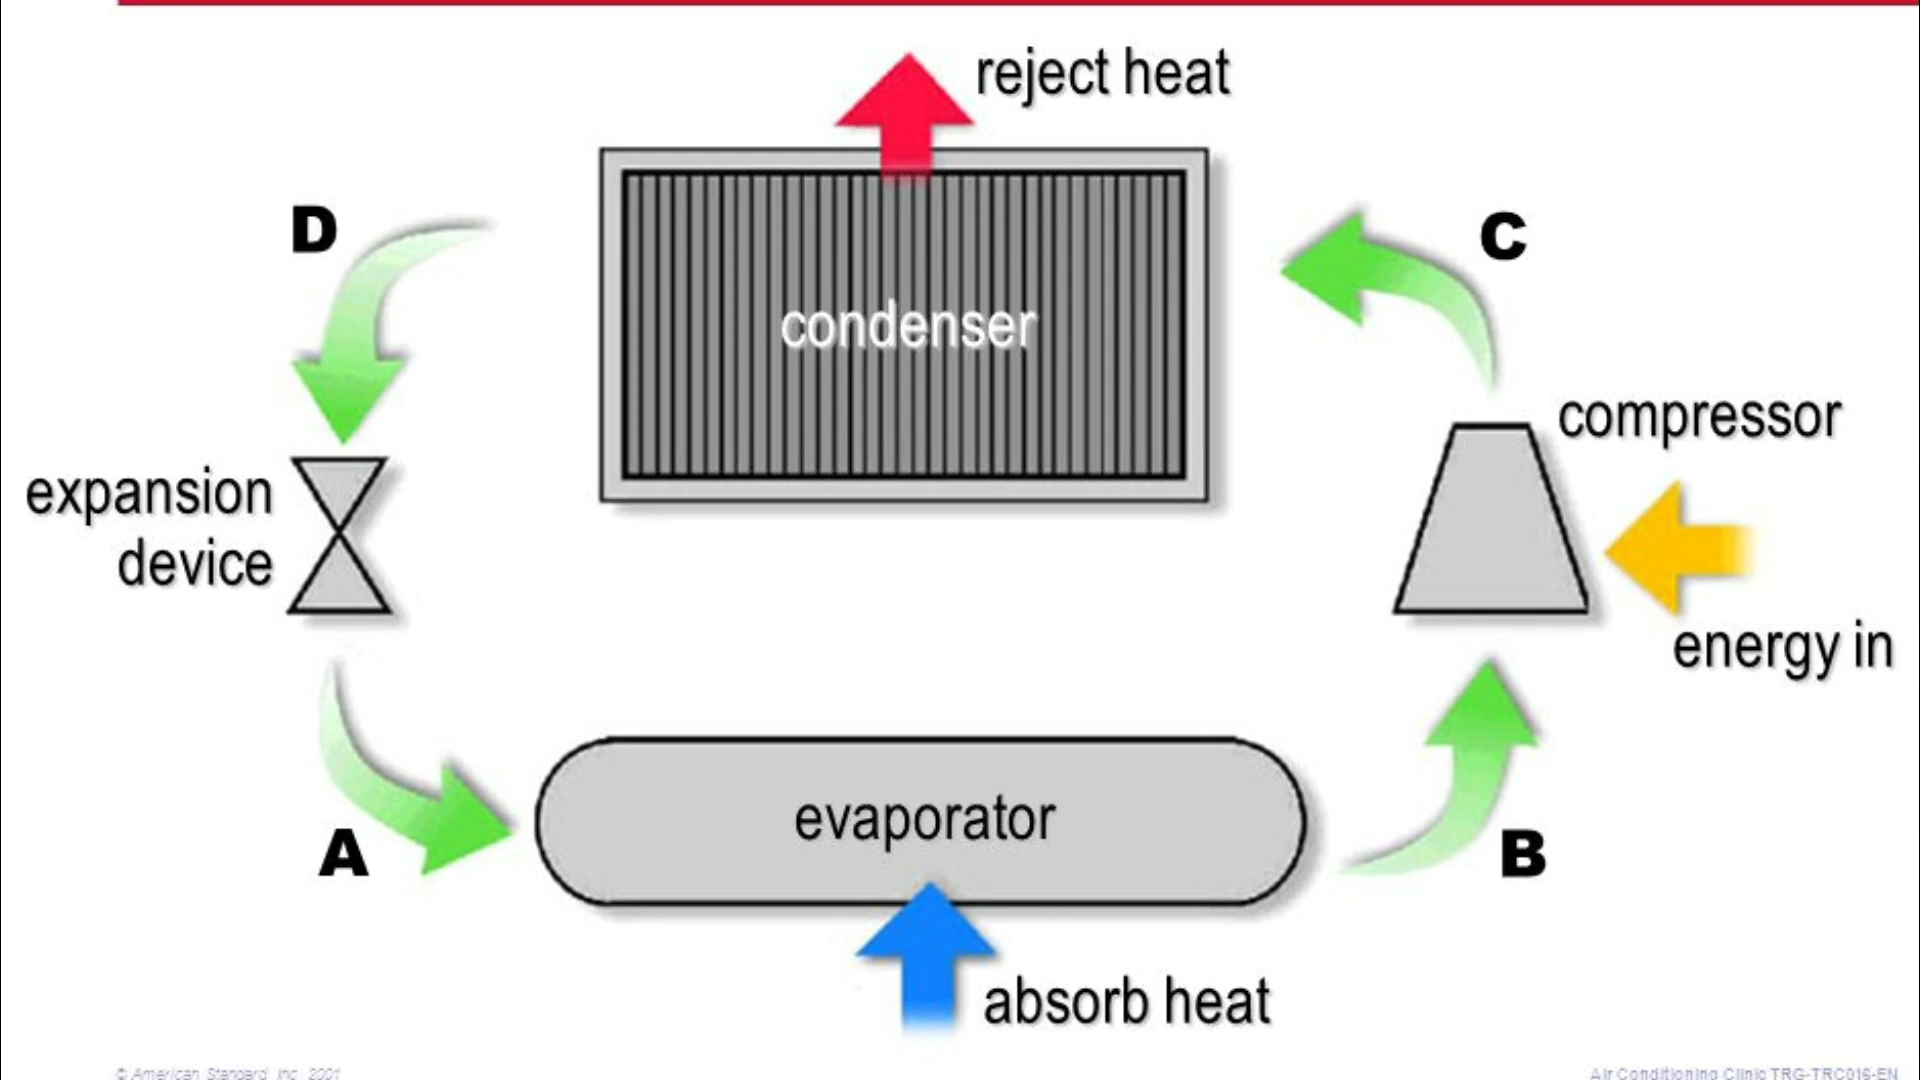 reject heat
D
C
condenser
compressor
expansion
device
energy in
evaporator
A
B
absorb heat
© American Standard Inc. 2001
Air Conditioning Clinic TRG-TRC016-EN